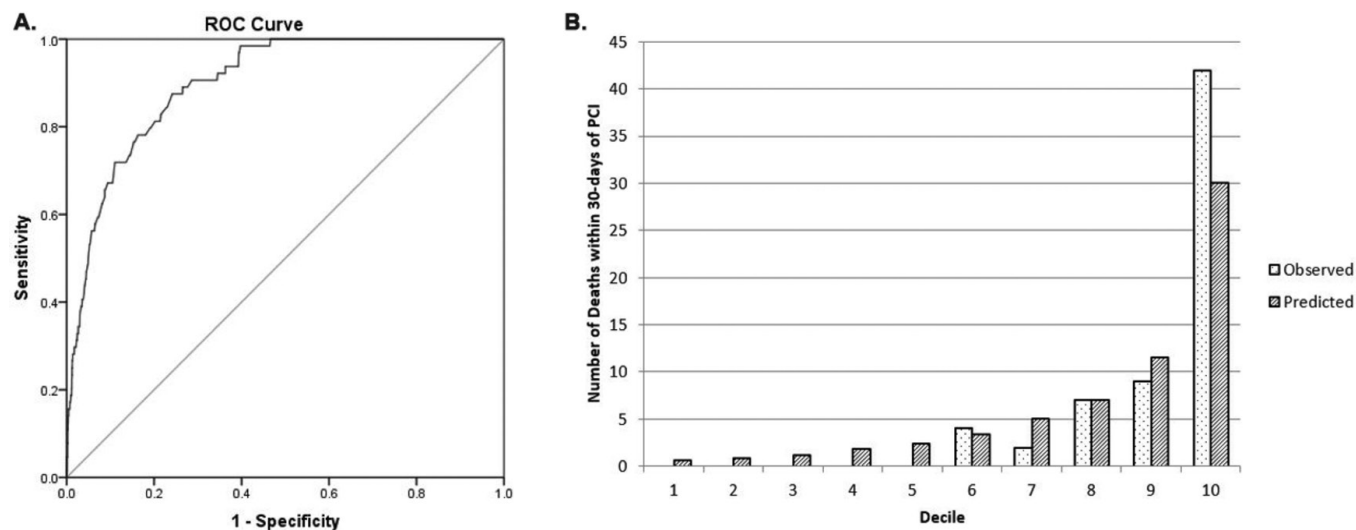 A.
ROC Curve
1.0
0.8
0.6
0.4
0.2
0.0
Sensitivity
0.0 0.2 0.4 0.6 0.8 1.0
1 - Specificity
B.
45
40
35
30
25
20
15
10
5
0
Number of Deaths within 30-days of PCI
1 2 3 4 5 6 7 8 9 10
Decile
Observed
Predicted